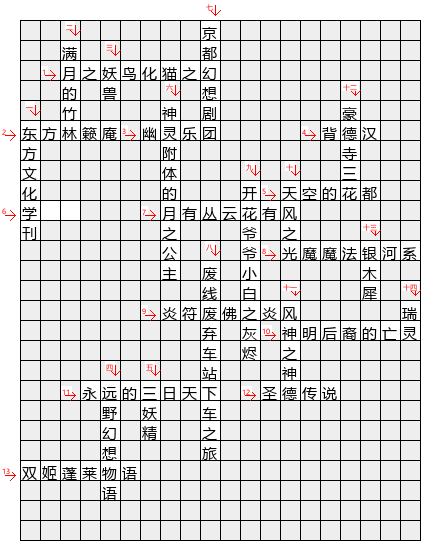 七
二 京
满 三 都
1 月之妖鸟化猫之幻
的 兽 六 想 十二
一 竹 神 剧 豪
2 东方林籁庵 3 幽灵乐团 4 背德汉
方 附 寺
文 体 九 十 三
化 的 开 5 天空的花都
6 学 7 月有丛云花有风
刊 之 爷 之 十三
公 八 爷 8 光魔魔法银河系
主 废 小 木
线 白 十一 犀 十四
9 炎符废佛之炎风 瑞
弃 灰 10 神明后裔的亡灵
车 烬 之
四 五 站 神
11 永远的三日天下 12 圣德传说
野 妖 车
幻 精 之
想 旅
13 双姬蓬莱物语
语